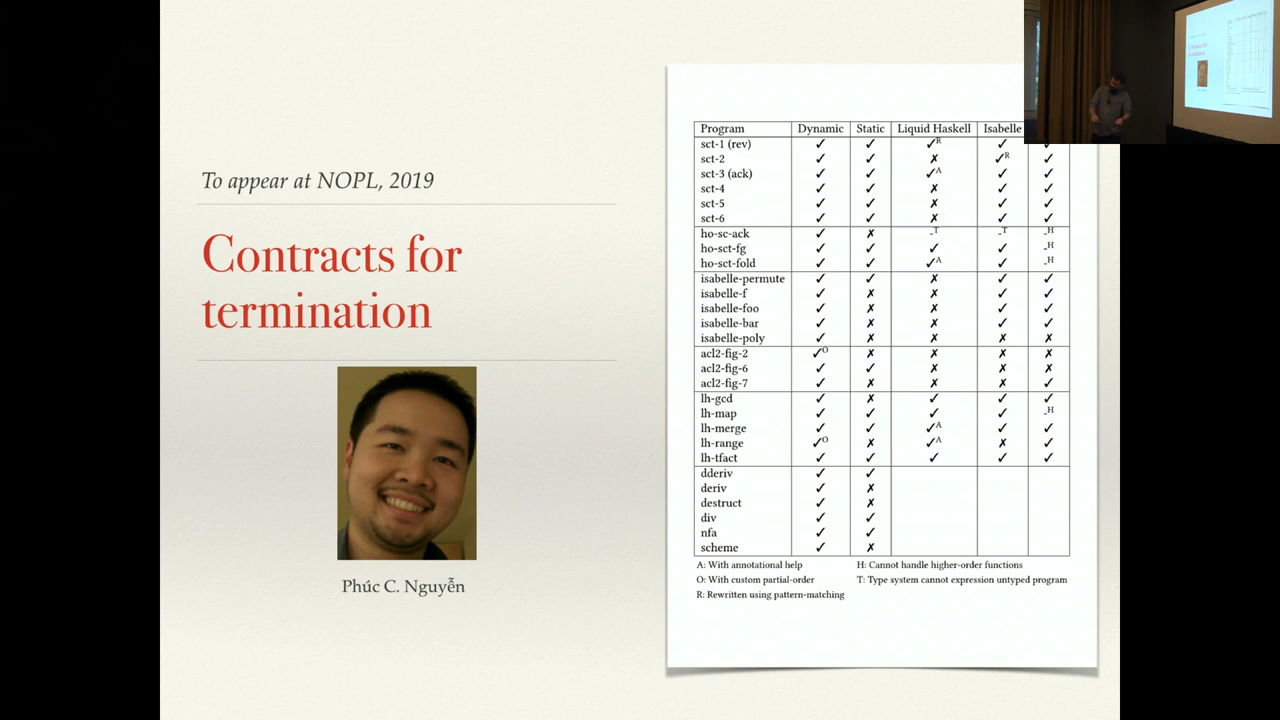 To appear at NOPL, 2019
Contracts for
termination
Phúc C. Nguyễn
Program Dynamic Static Liquid Haskell Isabelle
sct-1 (rev) ✓ ✓ ✓R ✓ ✓
sct-2 ✓ ✓ ✗ ✓R ✓
sct-3 (ack) ✓ ✓ ✓A ✓ ✓
sct-4 ✓ ✓ ✗ ✓ ✓
sct-5 ✓ ✓ ✗ ✓ ✓
sct-6 ✓ ✓ ✗ ✓ ✓
ho-sc-ack ✓ ✗ -T -T -H
ho-sct-fg ✓ ✓ ✓ ✓ -H
ho-sct-fold ✓ ✓ ✓A ✓ -H
isabelle-permute ✓ ✓ ✗ ✓ ✓
isabelle-f ✓ ✗ ✗ ✓ ✓
isabelle-foo ✓ ✗ ✗ ✓ ✓
isabelle-bar ✓ ✗ ✗ ✓ ✓
isabelle-poly ✓ ✗ ✗ ✗ ✗
acl2-fig-2 ✓O ✗ ✗ ✗ ✗
acl2-fig-6 ✓ ✓ ✗ ✗ ✗
acl2-fig-7 ✓ ✗ ✗ ✗ ✓
lh-gcd ✓ ✗ ✓ ✓ ✓
lh-map ✓ ✓ ✓ ✓ -H
lh-merge ✓ ✓ ✓A ✓ ✓
lh-range ✓O ✗ ✓A ✗ ✓
lh-tfact ✓ ✓ ✓ ✓ ✓
dderiv ✓ ✓
deriv ✓ ✗
destruct ✓ ✗
div ✓ ✓
nfa ✓ ✓
scheme ✓ ✗
A: With annotational help H: Cannot handle higher-order functions
O: With custom partial-order T: Type system cannot expression untyped program
R: Rewritten using pattern-matching